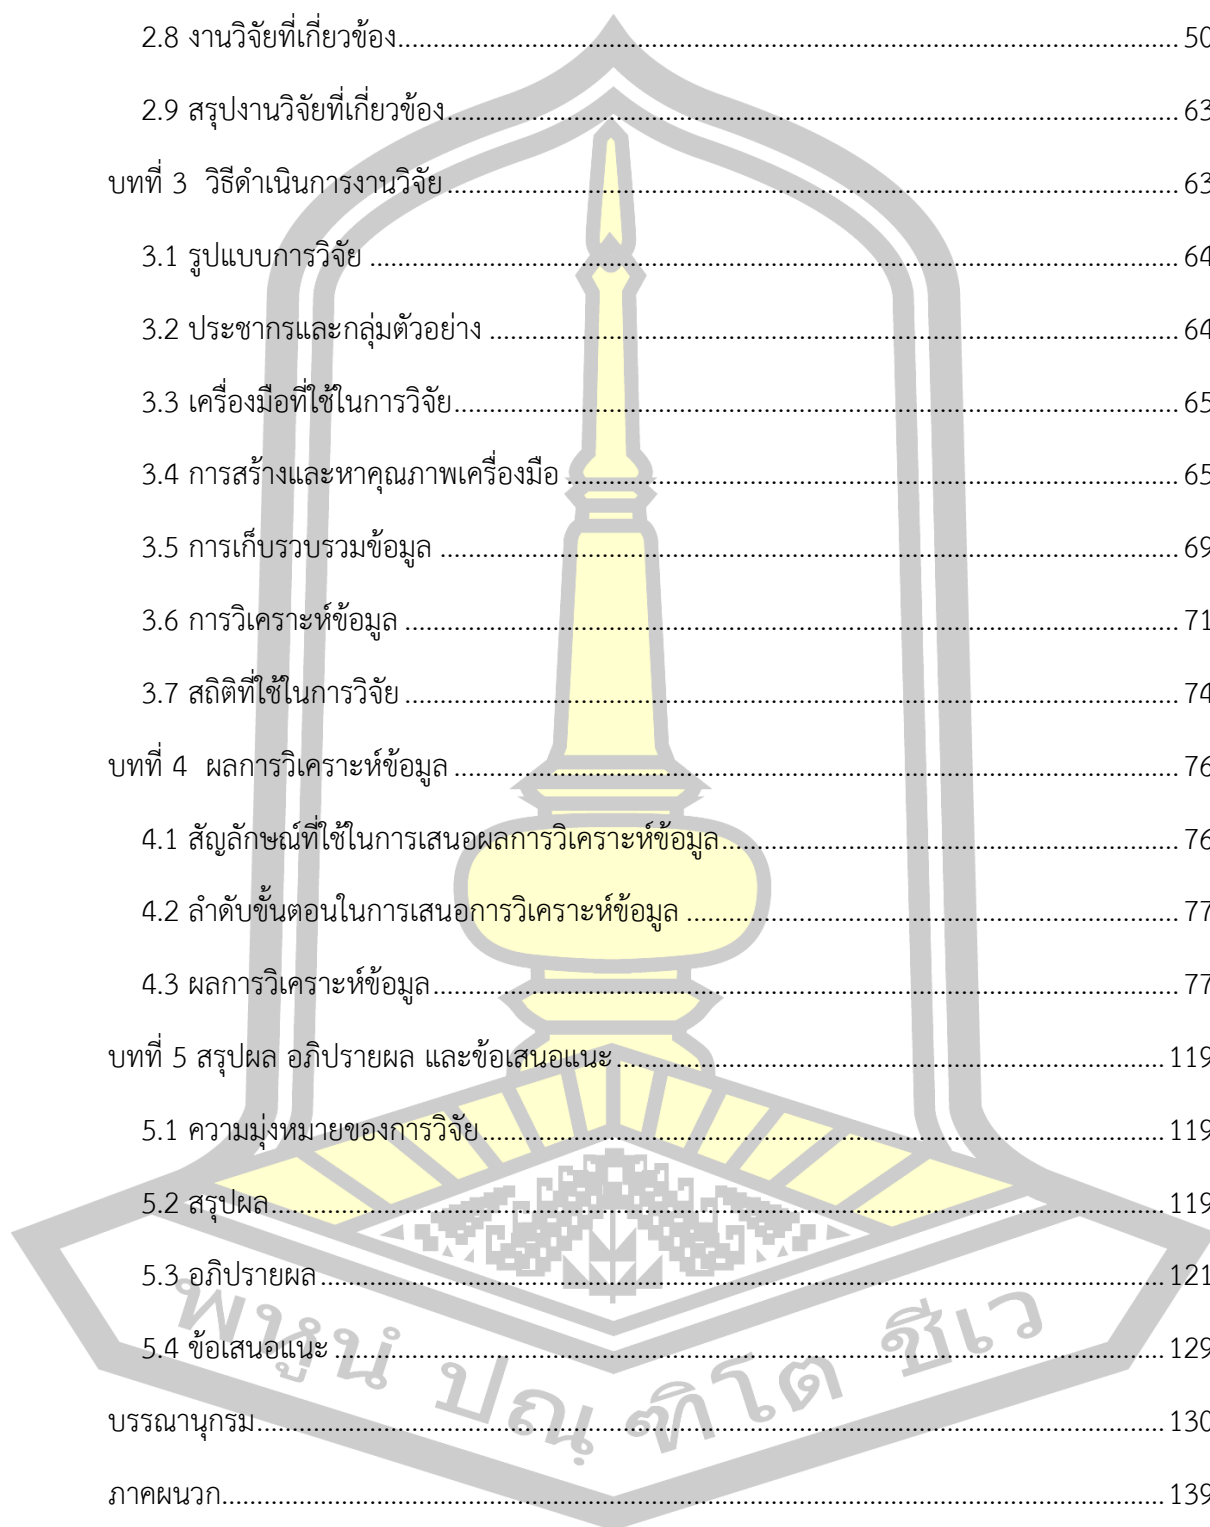 2.8 งานวิจัยที่เกี่ยวข้อง 50
2.9 สรุปงานวิจัยที่เกี่ยวข้อง 63
บทที่ 3 วิธีดำเนินการงานวิจัย 63
3.1 รูปแบบการวิจัย 64
3.2 ประชากรและกลุ่มตัวอย่าง 64
3.3 เครื่องมือที่ใช้ในการวิจัย 65
3.4 การสร้างและหาคุณภาพเครื่องมือ 65
3.5 การเก็บรวบรวมข้อมูล 69
3.6 การวิเคราะห์ข้อมูล 71
3.7 สถิติที่ใช้ในการวิจัย 74
บทที่ 4 ผลการวิเคราะห์ข้อมูล 76
4.1 สัญลักษณ์ที่ใช้ในการเสนอผลการวิเคราะห์ข้อมูล 76
4.2 ลำดับขั้นตอนในการเสนอการวิเคราะห์ข้อมูล 77
4.3 ผลการวิเคราะห์ข้อมูล 77
บทที่ 5 สรุปผล อภิปรายผล และข้อเสนอแนะ 119
5.1 ความมุ่งหมายของการวิจัย 119
5.2 สรุปผล 119
5.3 อภิปรายผล 121
5.4 ข้อเสนอแนะ 129
บรรณานุกรม 130
ภาคผนวก 139
พหูนํ ปณฺฑิโต ชีเว